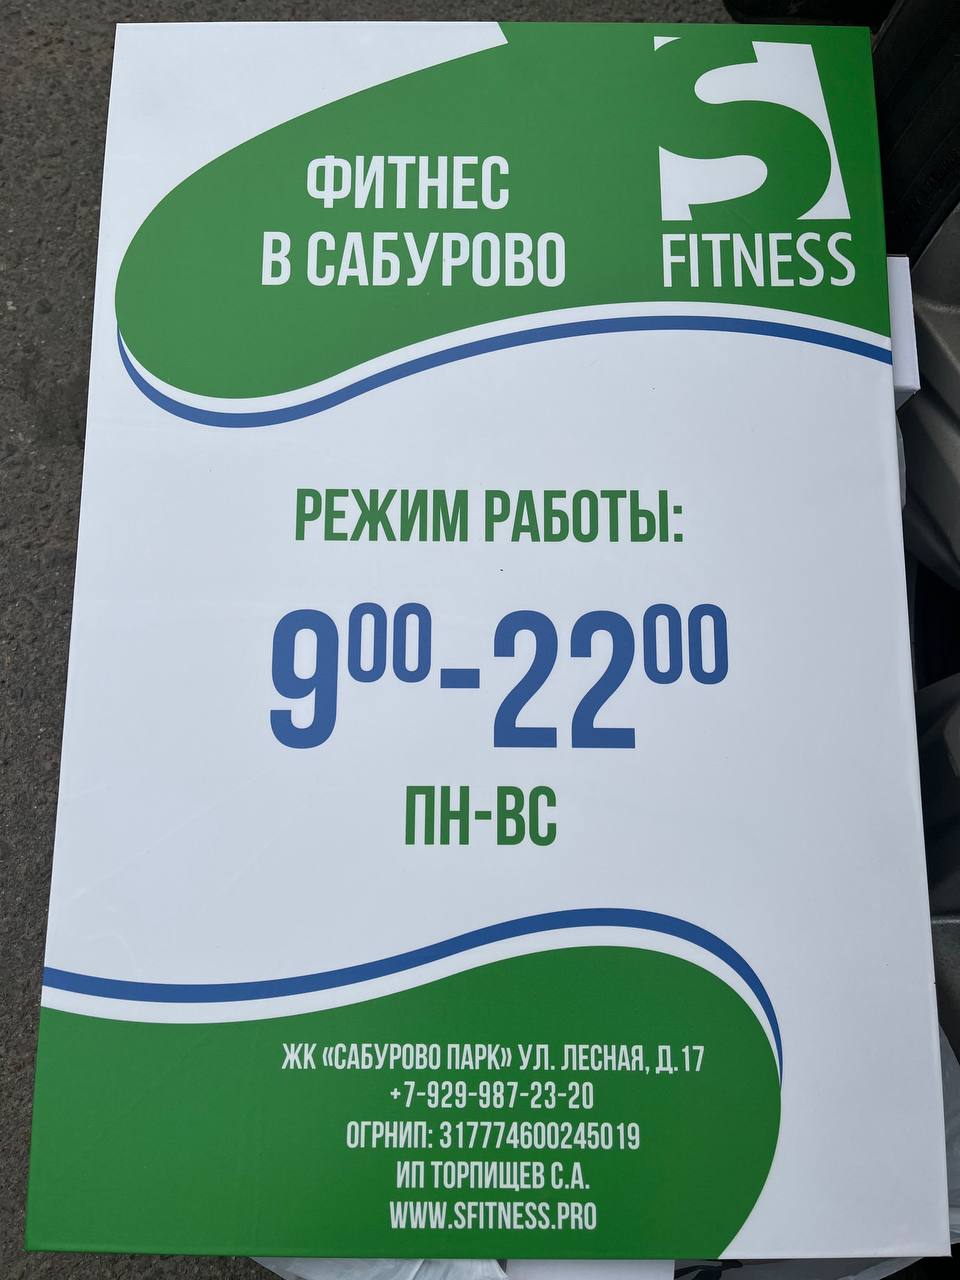 ФИТНЕС
В САБУРОВО
S
FITNESS
РЕЖИМ РАБОТЫ:
9⁰⁰-22⁰⁰
ПН-ВС
ЖК «САБУРОВО ПАРК» УЛ. ЛЕСНАЯ, Д.17
+7-929-987-23-20
ОГРНИП: 317774600245019
ИП ТОРПИЩЕВ С.А.
WWW.SFITNESS.PRO